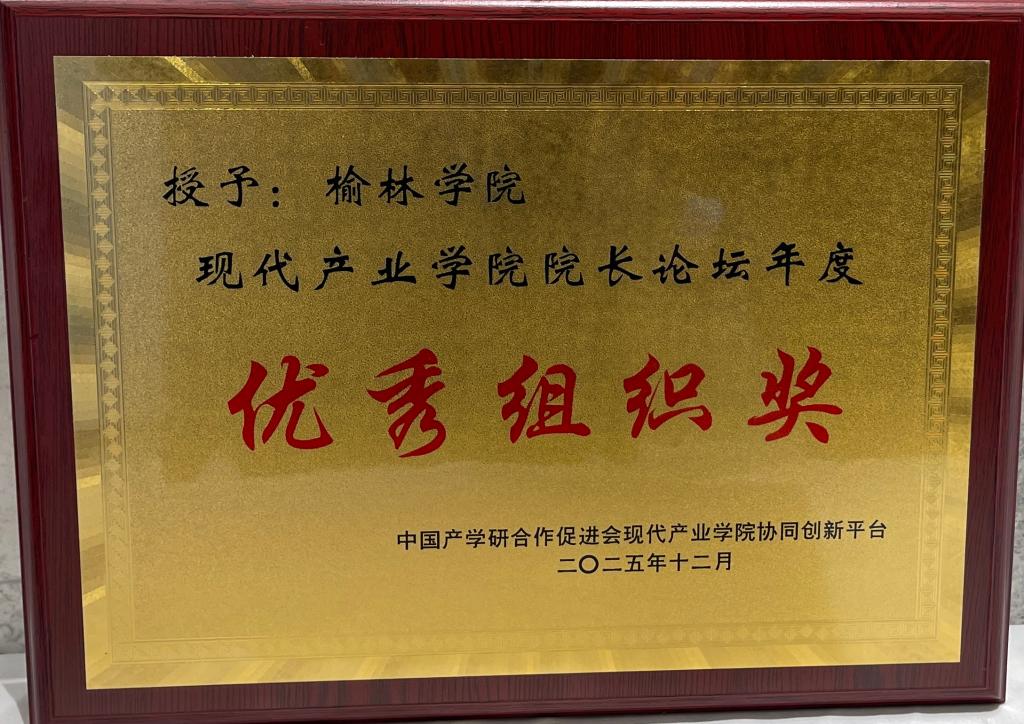 授予：榆林学院
现代产业学院院长论坛年度
优秀组织奖
中国产学研合作促进会现代产业学院协同创新平台
二〇二五年十二月